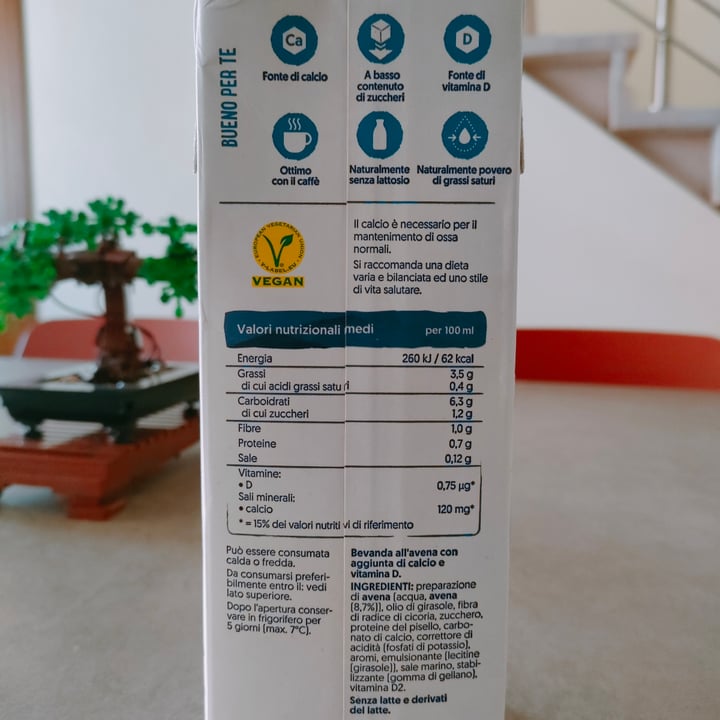 BUENO PER TE
Ca
Fonte di calcio
A basso
contenuto
di zuccheri
D
Fonte di
vitamina D
Ottimo
con il caffè
Naturalmente
senza lattosio
Naturalmente povero
di grassi saturi
EUROPEAN VEGETARIAN UNION
V-LABEL.EU
VEGAN
Il calcio è necessario per il
mantenimento di ossa
normali.
Si raccomanda una dieta
varia e bilanciata ed uno stile
di vita salutare.
Valori nutrizionali medi per 100 ml
Energia 260 kJ / 62 kcal
Grassi 3,5 g
di cui acidi grassi saturi 0,4 g
Carboidrati 6,3 g
di cui zuccheri 1,2 g
Fibre 1,0 g
Proteine 0,7 g
Sale 0,12 g
Vitamine:
• D 0,75 µg*
Sali minerali:
• calcio 120 mg*
* = 15% dei valori nutritivi di riferimento
Può essere consumata
calda o fredda.
Da consumarsi preferi-
bilmente entro il: vedi
lato superiore.
Dopo l'apertura conser-
vare in frigorifero per
5 giorni (max. 7°C).
Bevanda all'avena con
aggiunta di calcio e
vitamina D.
INGREDIENTI: preparazione
di avena (acqua, avena
(8,7%)), olio di girasole, fibra
di radice di cicoria, zucchero,
proteine del pisello, carbo-
nato di calcio, correttore di
acidità (fosfati di potassio),
aromi, emulsionante (lecitine
(girasole)), sale marino, stabi-
lizzante (gomma di gellano),
vitamina D2.
Senza latte e derivati
del latte.